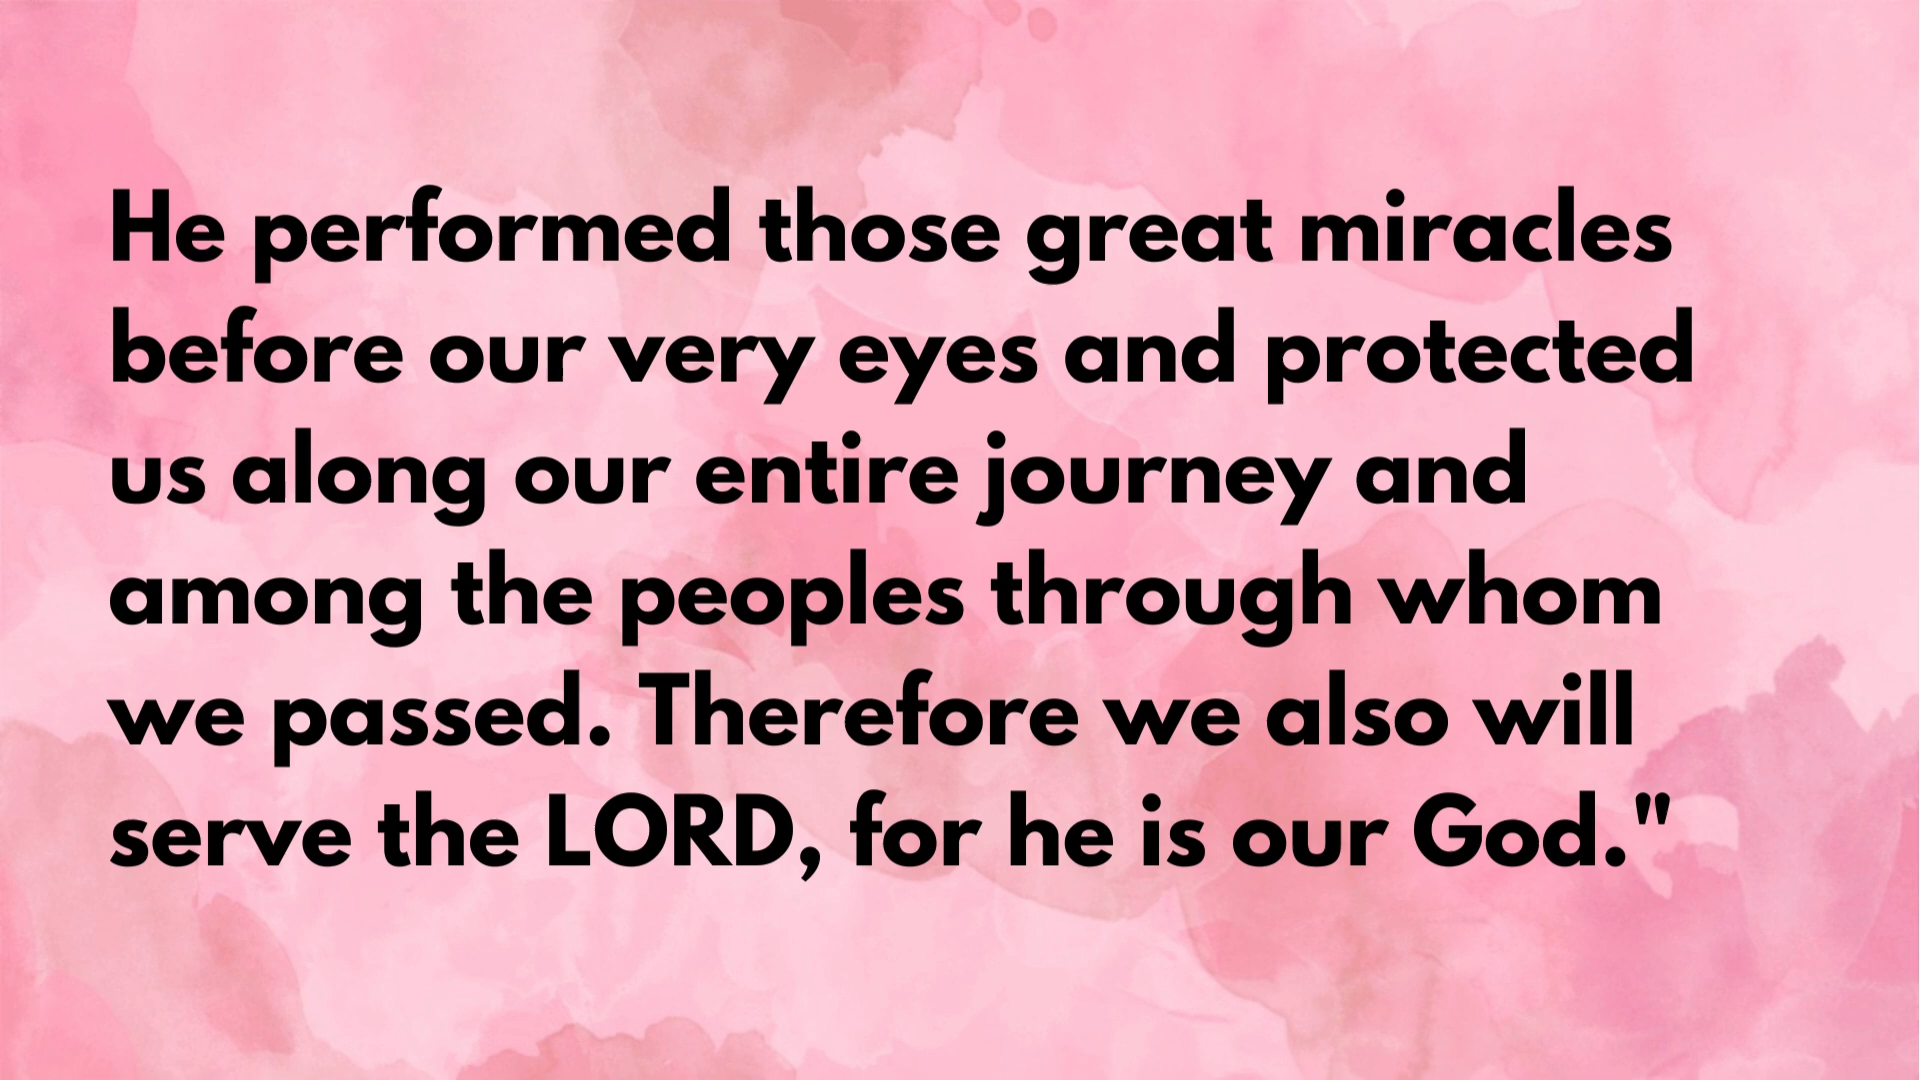 He performed those great miracles
before our very eyes and protected
us along our entire journey and
among the peoples through whom
we passed. Therefore we also will
serve the LORD, for he is our God."